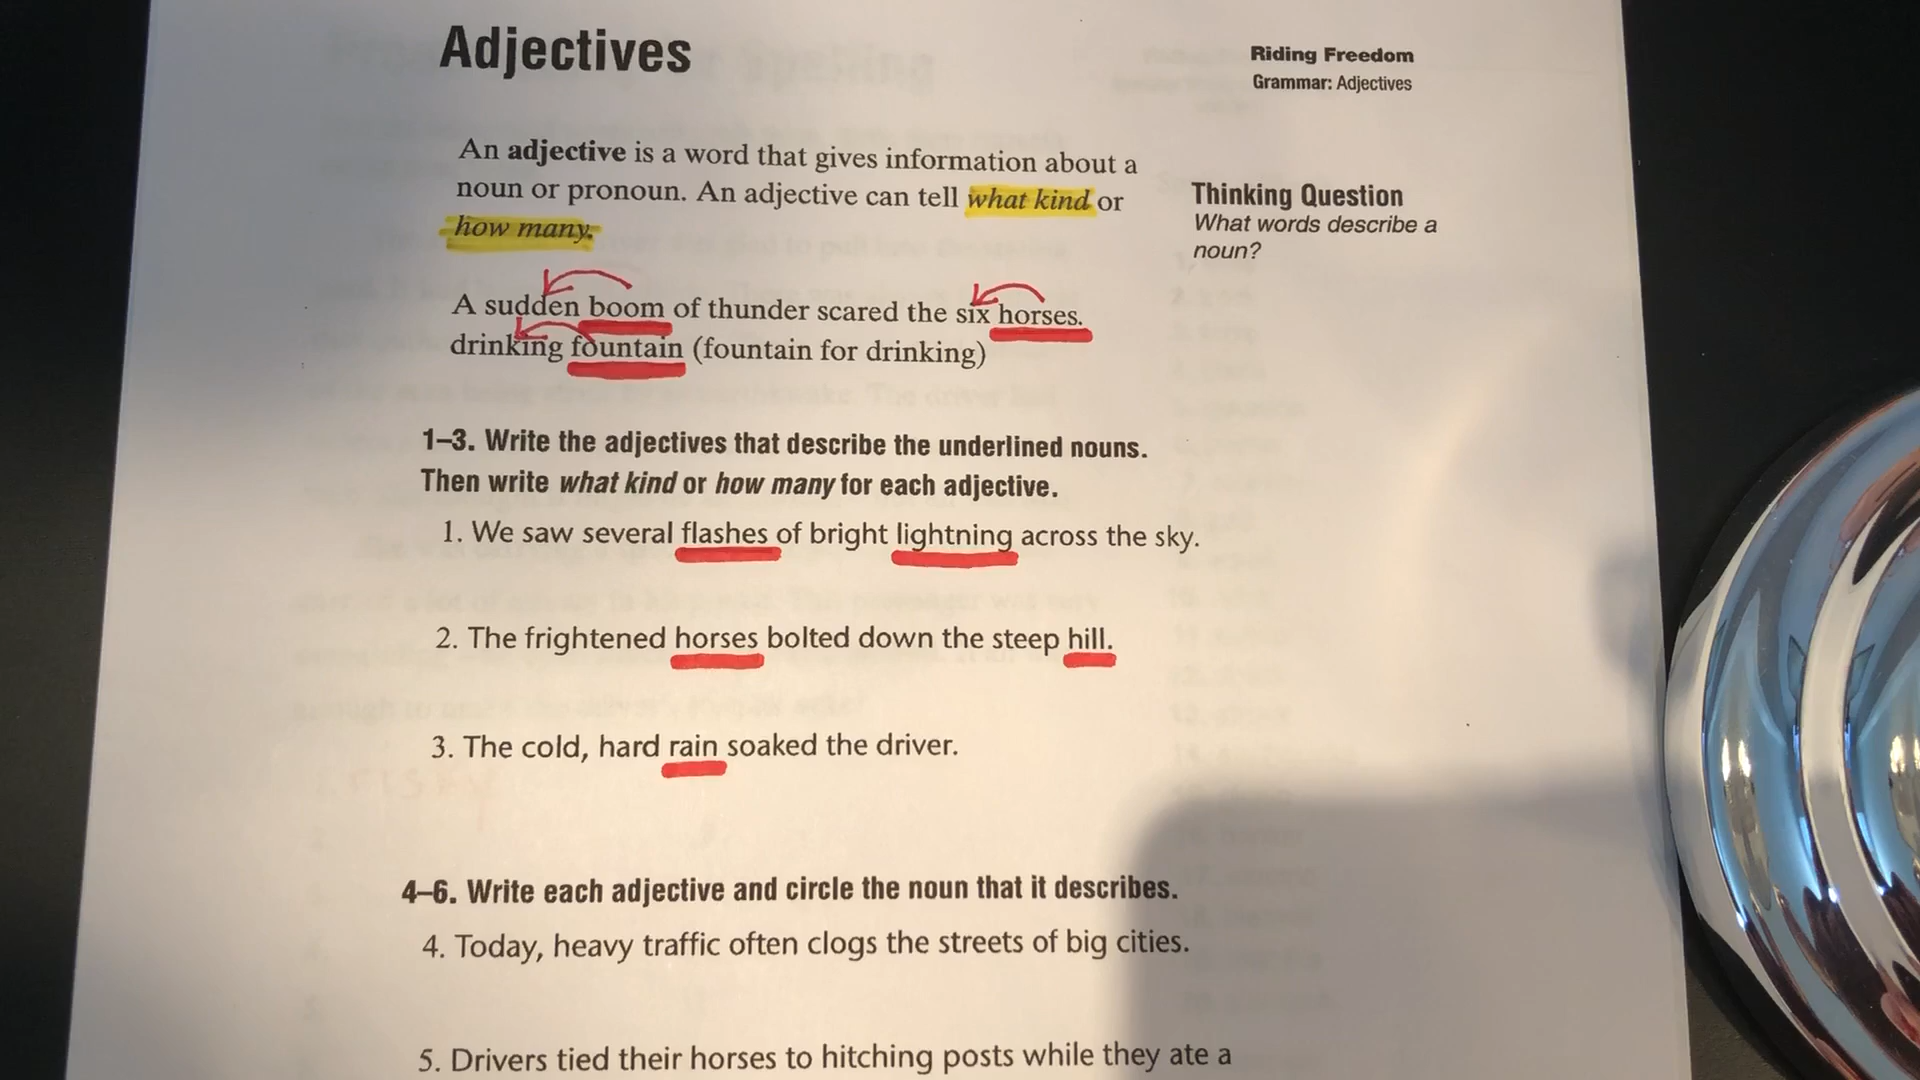 Adjectives
Riding Freedom
Grammar: Adjectives
An adjective is a word that gives information about a
noun or pronoun. An adjective can tell what kind or
how many.
Thinking Question
What words describe a
noun?
A sudden boom of thunder scared the six horses.
drinking fountain (fountain for drinking)
1–3. Write the adjectives that describe the underlined nouns.
Then write what kind or how many for each adjective.
1. We saw several flashes of bright lightning across the sky.
2. The frightened horses bolted down the steep hill.
3. The cold, hard rain soaked the driver.
4–6. Write each adjective and circle the noun that it describes.
4. Today, heavy traffic often clogs the streets of big cities.
5. Drivers tied their horses to hitching posts while they ate a